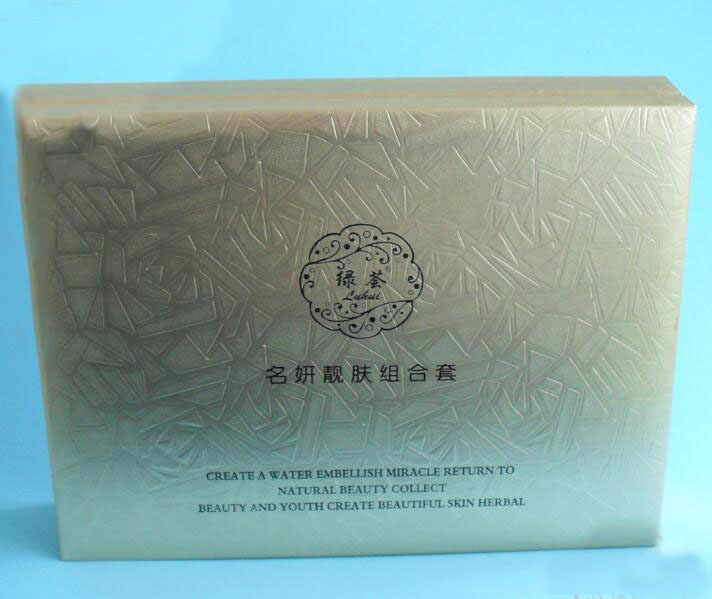 绿荟®
Luhui
名妍靓肤组合套
CREATE A WATER EMBELLISH MIRACLE RETURN TO
NATURAL BEAUTY COLLECT
BEAUTY AND YOUTH CREATE BEAUTIFUL SKIN HERBAL